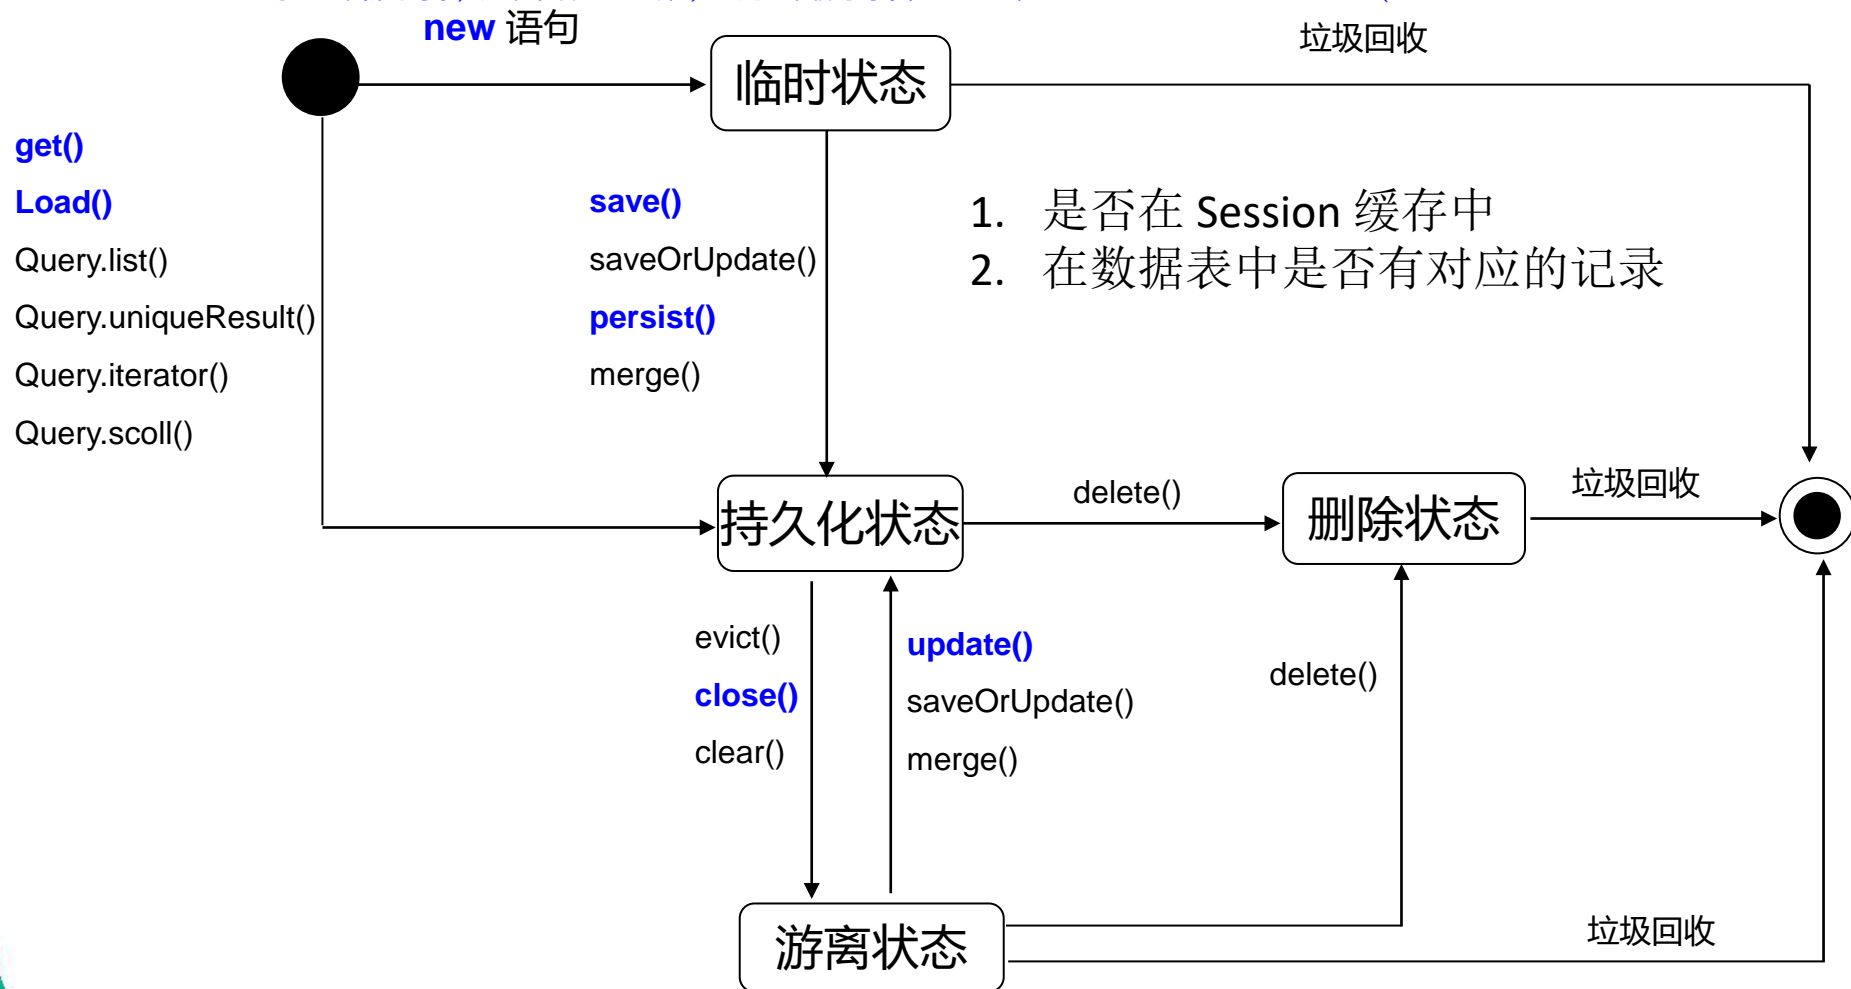 new 语句
垃圾回收
临时状态
get()
Load()
Query.list()
Query.uniqueResult()
Query.iterator()
Query.scoll()
save()
saveOrUpdate()
persist()
merge()
1. 是否在 Session 缓存中
2. 在数据表中是否有对应的记录
持久化状态
delete()
删除状态
垃圾回收
evict()
close()
clear()
update()
saveOrUpdate()
merge()
delete()
游离状态
垃圾回收